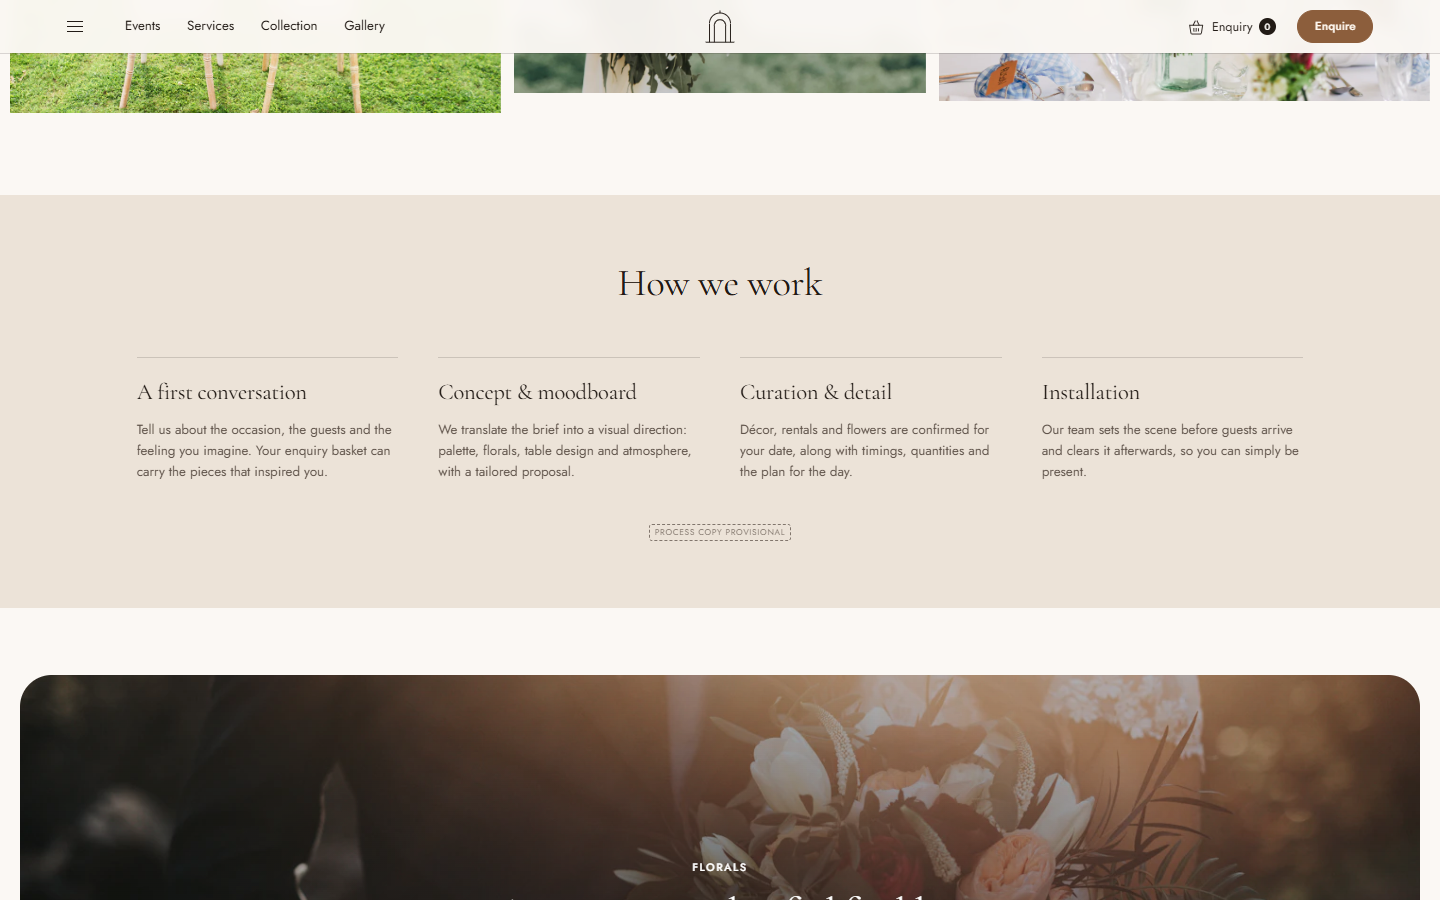 Events Services Collection Gallery Enquiry 0 Enquire
How we work
A first conversation
Tell us about the occasion, the guests and the
feeling you imagine. Your enquiry basket can
carry the pieces that inspired you.
Concept & moodboard
We translate the brief into a visual direction:
palette, florals, table design and atmosphere,
with a tailored proposal.
Curation & detail
Décor, rentals and flowers are confirmed for
your date, along with timings, quantities and
the plan for the day.
Installation
Our team sets the scene before guests arrive
and clears it afterwards, so you can simply be
present.
PROCESS COPY PROVISIONAL
FLORALS